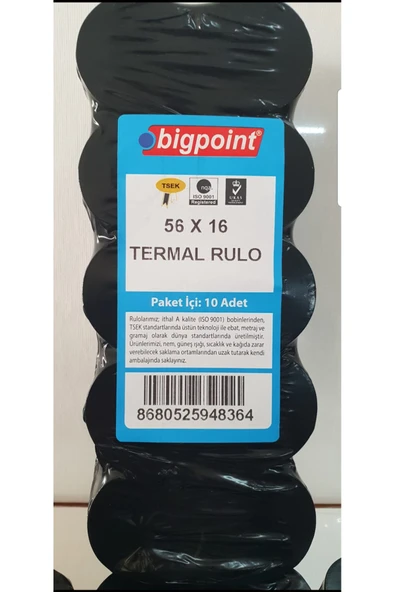 bigpoint®
TSEK
nqa
ISO 9001
Registered
56 X 16
TERMAL RULO
Paket İçi: 10 Adet
Rulolarımız; ithal A kalite (ISO 9001) bobinlerinden,
TSEK standartlarında üstün teknoloji ile ebat, metraj ve
gramaj olarak dünya standartlarında üretilmiştir.
Ürünlerimizi, nem, güneş ışığı, sıcaklık ve kağıda zarar
verebilecek saklama ortamlarından uzak tutarak kendi
ambalajında saklayınız.
8680525948364